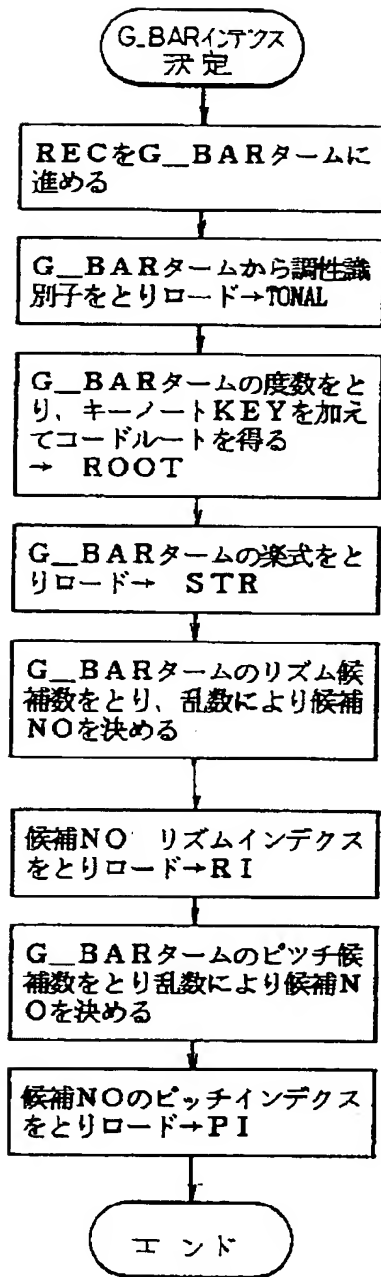 G_BARインデクス
決定
RECをG__BARタームに
進める
G__BARタームから調性識
別子をとりロード→TONAL
G__BARタームの度数をと
り、キーノートKEYを加え
てコードルートを得る
→ ROOT
G__BARタームの楽式をと
りロード→ STR
G__BARタームのリズム候
補数をとり、乱数により候補
NOを決める
候補NO リズムインデクス
をとりロード→RI
G__BARタームのピッチ候
補数をとり乱数により候補N
Oを決める
候補NOのピッチインデクス
をとりロード→PI
エンド